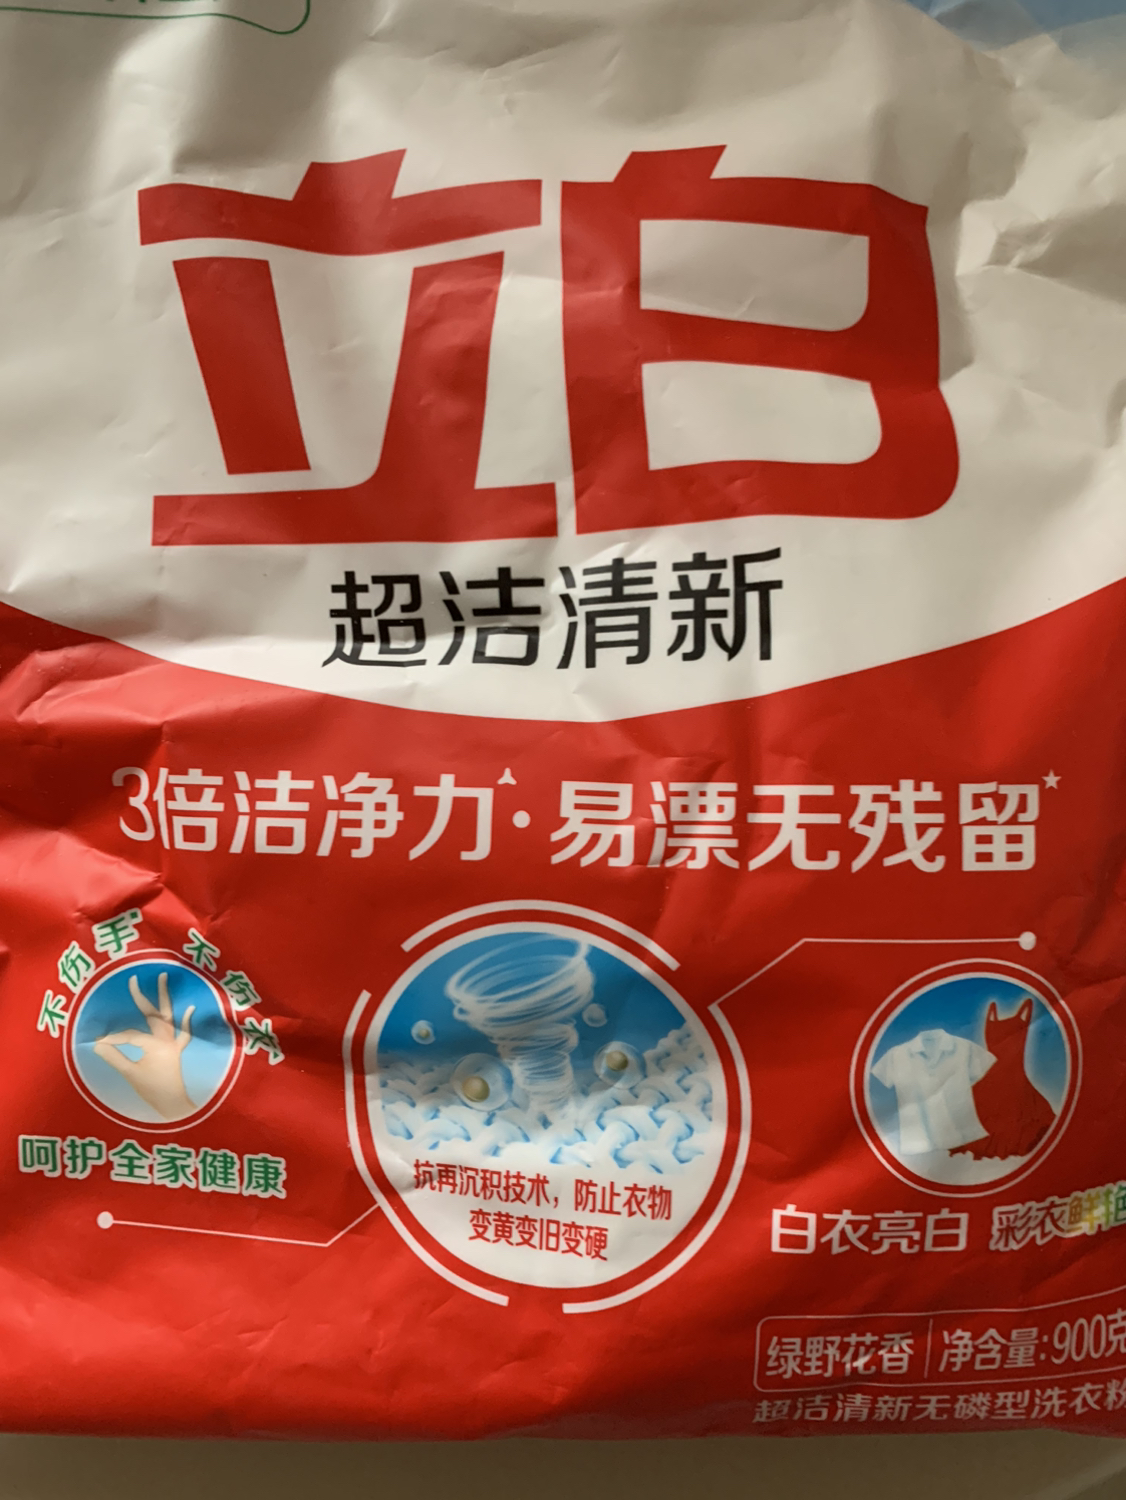 立白
超洁清新
3倍洁净力·易漂无残留*
不伤手* 不伤衣
呵护全家健康
抗再沉积技术，防止衣物
变黄变旧变硬
白衣亮白 彩衣鲜艳
绿野花香 净含量:900克
超洁清新无磷型洗衣粉